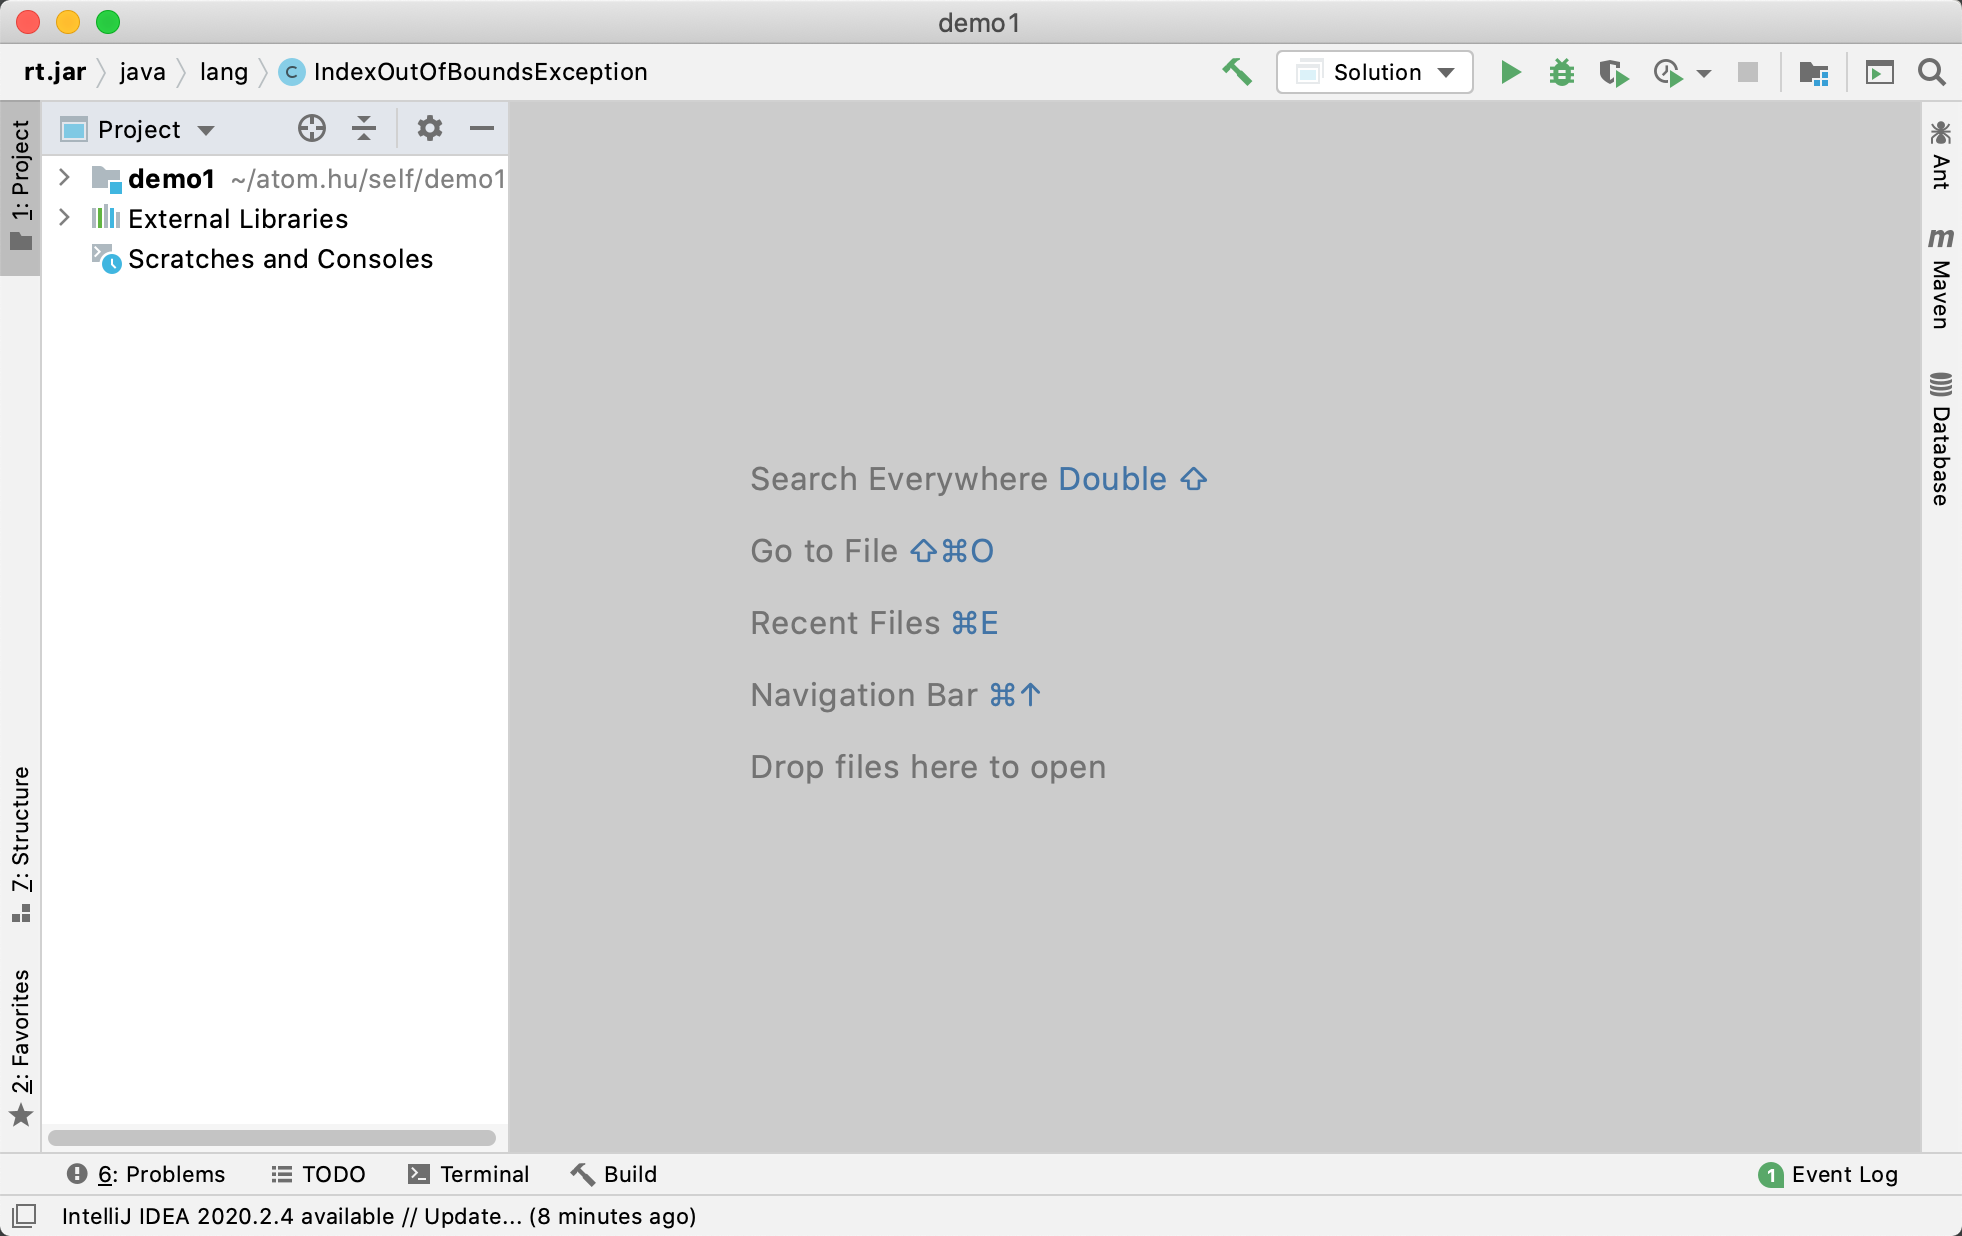 demo1
rt.jar java lang C IndexOutOfBoundsException
Solution
1: Project
Project
demo1 ~/atom.hu/self/demo1
External Libraries
Scratches and Consoles
7: Structure
2: Favorites
Search Everywhere Double ⇧
Go to File ⇧⌘O
Recent Files ⌘E
Navigation Bar ⌘↑
Drop files here to open
Ant
m Maven
Database
6: Problems TODO Terminal Build
1 Event Log
IntelliJ IDEA 2020.2.4 available // Update... (8 minutes ago)